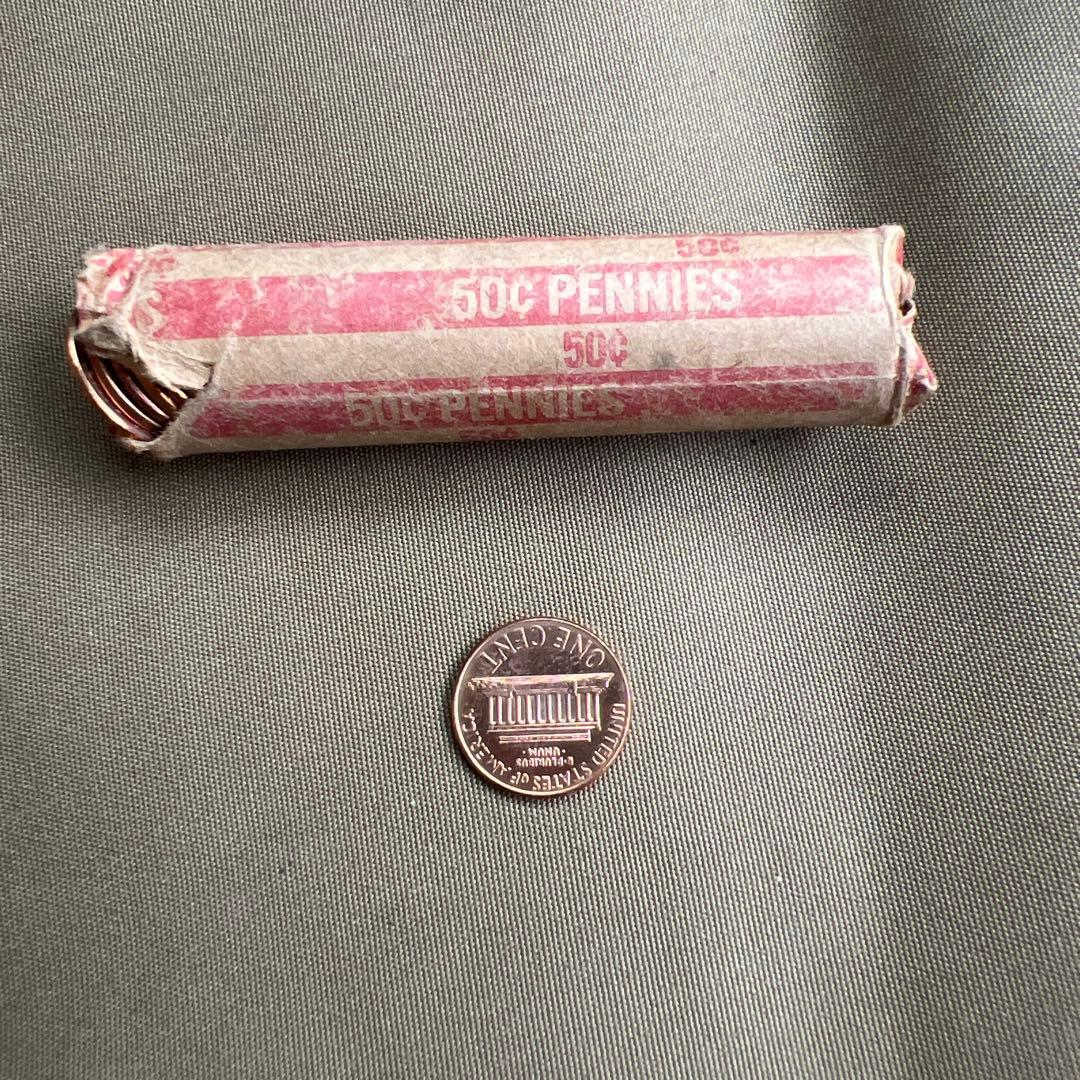 50¢
50¢ PENNIES
50¢
50¢ PENNIES
ONE CENT
E·PLURIBUS
·UNUM·
UNITED STATES OF AMERICA